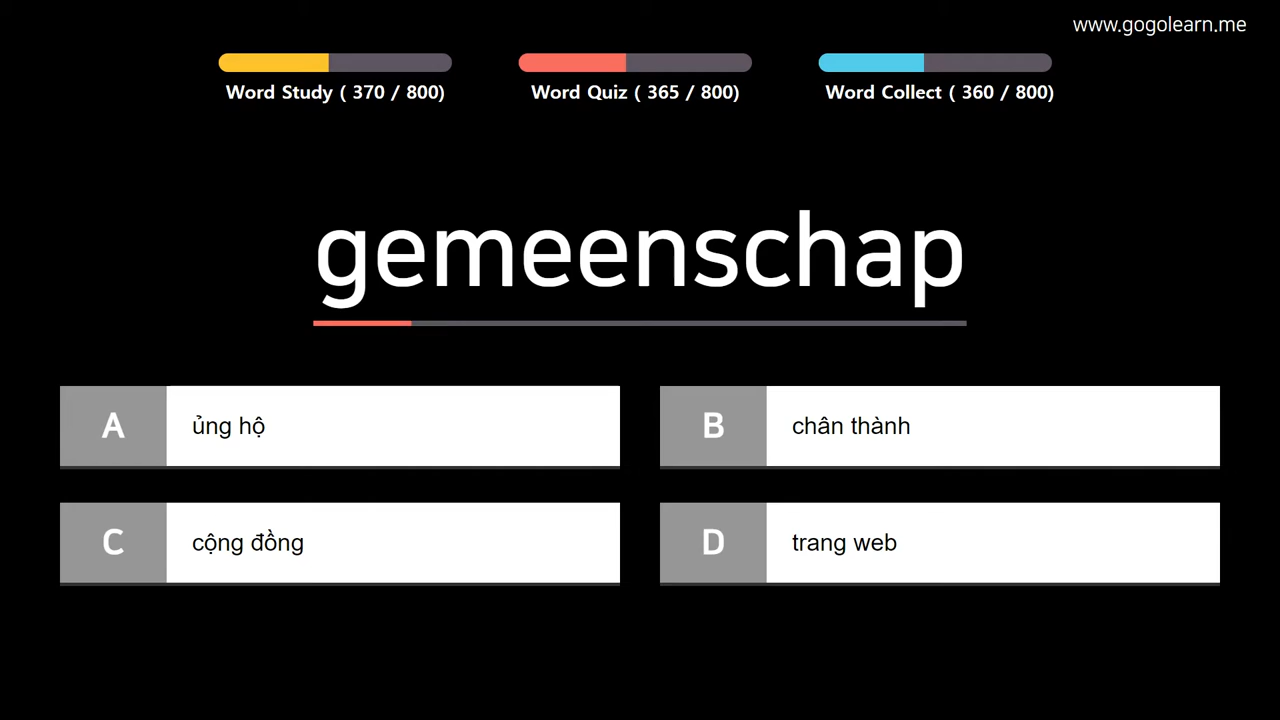 www.gogolearn.me
Word Study ( 370 / 800)
Word Quiz ( 365 / 800)
Word Collect ( 360 / 800)
gemeenschap
A
ủng hộ
B
chân thành
C
cộng đồng
D
trang web